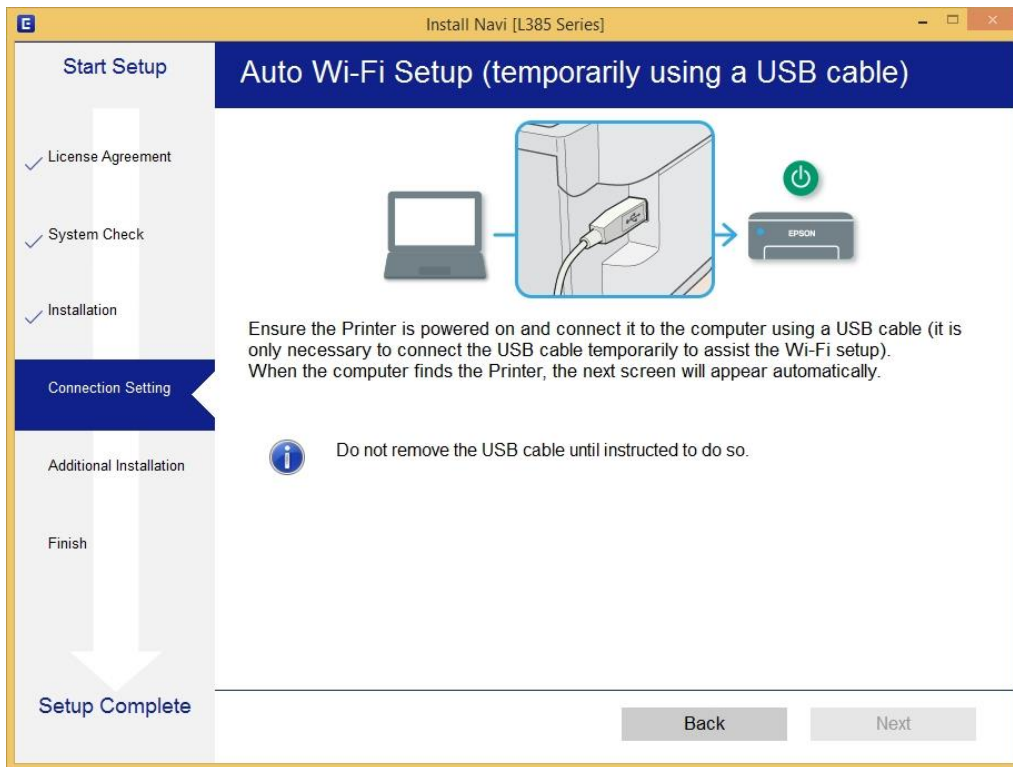 Install Navi [L385 Series]
Start Setup
License Agreement
System Check
Installation
Connection Setting
Additional Installation
Finish
Setup Complete
Auto Wi-Fi Setup (temporarily using a USB cable)
EPSON
Ensure the Printer is powered on and connect it to the computer using a USB cable (it is
only necessary to connect the USB cable temporarily to assist the Wi-Fi setup).
When the computer finds the Printer, the next screen will appear automatically.
Do not remove the USB cable until instructed to do so.
Back
Next